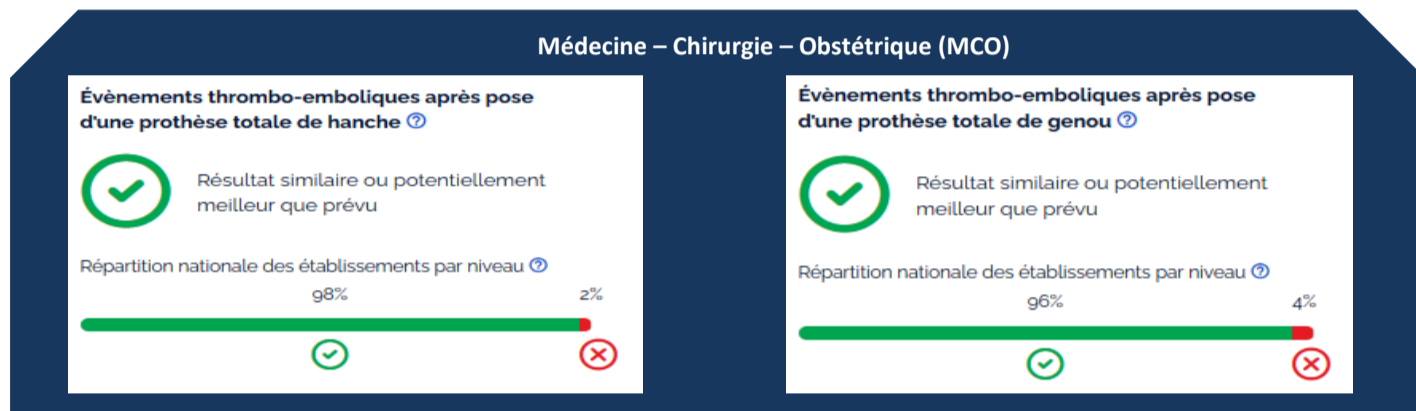 Médecine – Chirurgie – Obstétrique (MCO)
Évènements thrombo-emboliques après pose
d'une prothèse totale de hanche ?
Résultat similaire ou potentiellement
meilleur que prévu
Répartition nationale des établissements par niveau ?
98% 2%
Évènements thrombo-emboliques après pose
d'une prothèse totale de genou ?
Résultat similaire ou potentiellement
meilleur que prévu
Répartition nationale des établissements par niveau ?
96% 4%